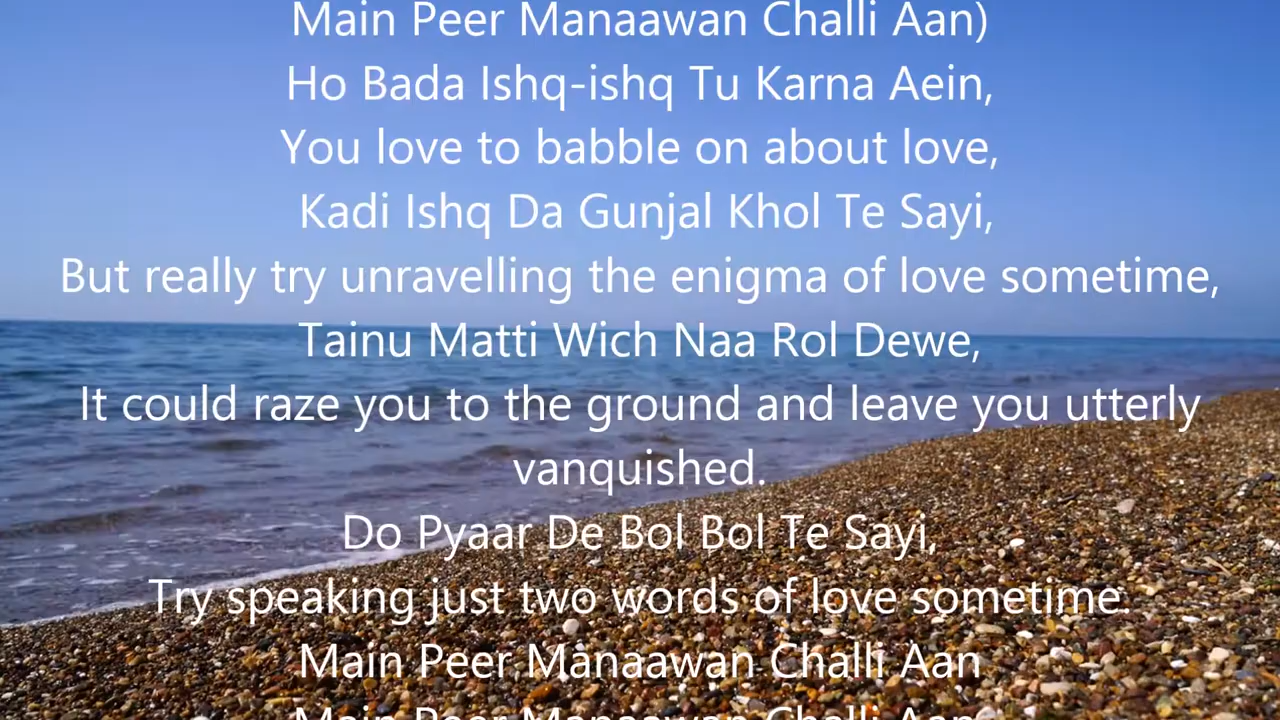 Main Peer Manaawan Challi Aan)
Ho Bada Ishq-ishq Tu Karna Aein,
You love to babble on about love,
Kadi Ishq Da Gunjal Khol Te Sayi,
But really try unravelling the enigma of love sometime,
Tainu Matti Wich Naa Rol Dewe,
It could raze you to the ground and leave you utterly
vanquished.
Do Pyaar De Bol Bol Te Sayi,
Try speaking just two words of love sometime.
Main Peer Manaawan Challi Aan
Main Peer Manaawan Challi Aan